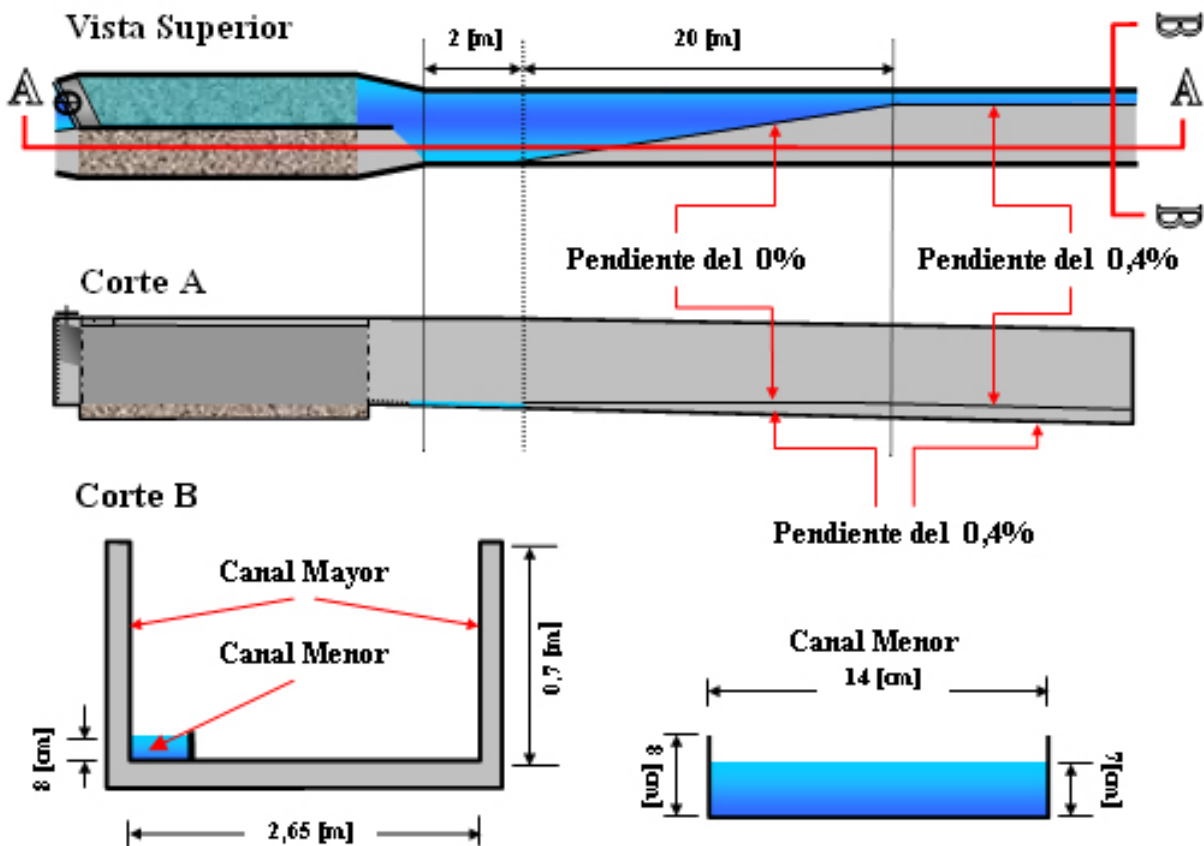 Vista Superior
2 [m]
20 [m]
B
A
A
B
Pendiente del 0%
Pendiente del 0,4%
Corte A
Corte B
Pendiente del 0,4%
Canal Mayor
Canal Menor
0,7 [m]
8 [cm]
2,65 [m]
Canal Menor
14 [cm]
8 [cm]
7[cm]